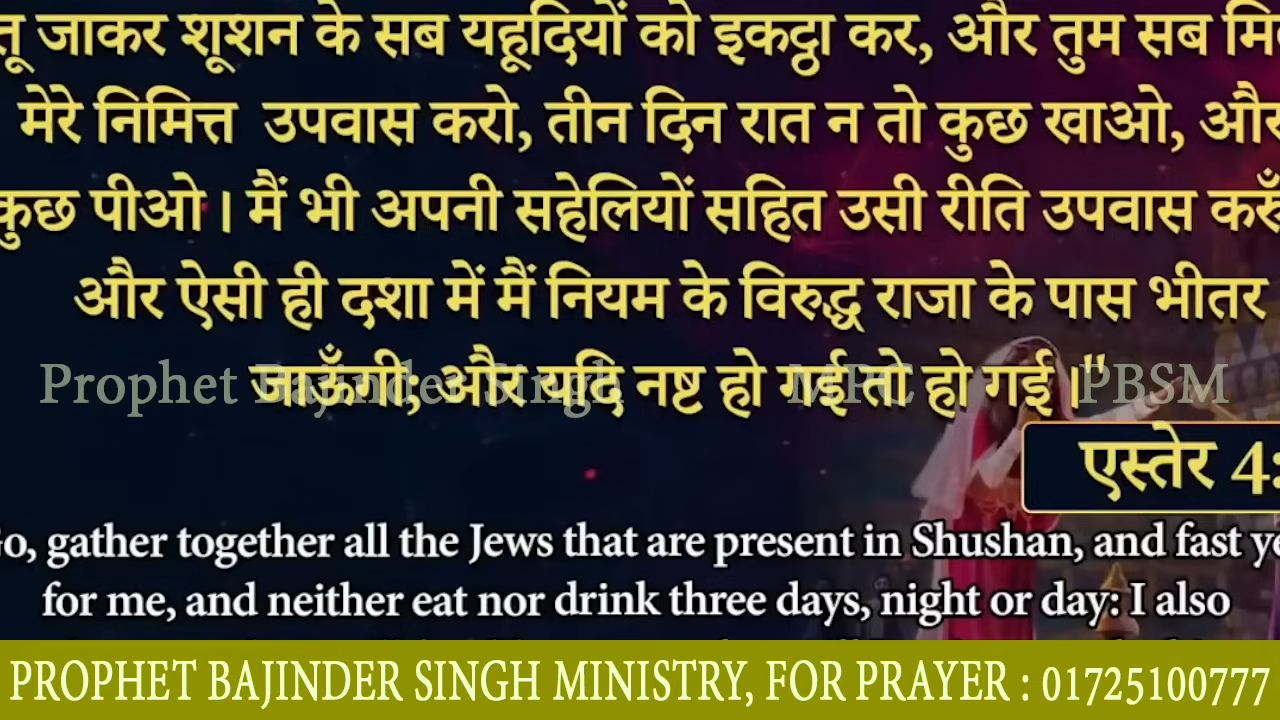 तू जाकर शूशन के सब यहूदियों को इकट्ठा कर, और तुम सब
मेरे निमित्त उपवास करो, तीन दिन रात न तो कुछ खाओ, और
कुछ पीओ। मैं भी अपनी सहेलियों सहित उसी रीति उपवास करूँ
और ऐसी ही दशा में मैं नियम के विरुद्ध राजा के पास भीतर
जाऊँगी; और यदि नष्ट हो गई तो हो गई।"
Prophet Bajinder Singh MPC PBSM
एस्तेर 4:
Go, gather together all the Jews that are present in Shushan, and fast ye
for me, and neither eat nor drink three days, night or day: I also
PROPHET BAJINDER SINGH MINISTRY, FOR PRAYER : 01725100777